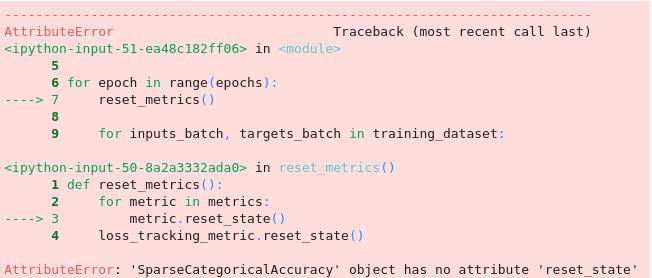 ---------------------------------------------------------------------------
AttributeError                            Traceback (most recent call last)
<ipython-input-51-ea48c182ff06> in <module>
      5 
      6 for epoch in range(epochs):
----> 7     reset_metrics()
      8 
      9     for inputs_batch, targets_batch in training_dataset:

<ipython-input-50-8a2a3332ada0> in reset_metrics()
      1 def reset_metrics():
      2     for metric in metrics:
----> 3         metric.reset_state()
      4     loss_tracking_metric.reset_state()

AttributeError: 'SparseCategoricalAccuracy' object has no attribute 'reset_state'